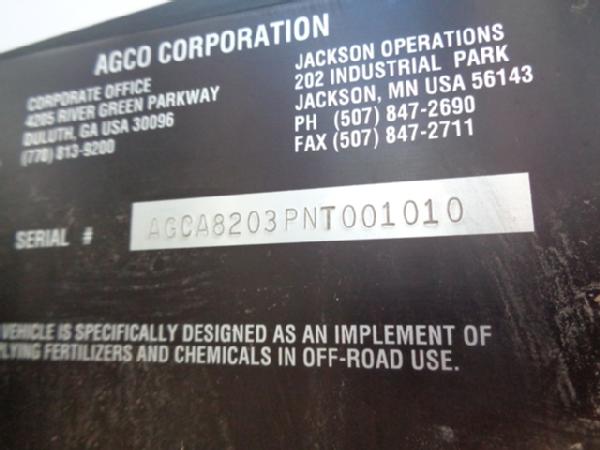 AGCO CORPORATION
CORPORATE OFFICE
4205 RIVER GREEN PARKWAY
DULUTH, GA USA 30096
(770) 813-9200
JACKSON OPERATIONS
202 INDUSTRIAL PARK
JACKSON, MN USA 56143
PH (507) 847-2690
FAX (507) 847-2711
SERIAL #
AGCA8203PNT001010
VEHICLE IS SPECIFICALLY DESIGNED AS AN IMPLEMENT OF
LYING FERTILIZERS AND CHEMICALS IN OFF-ROAD USE.